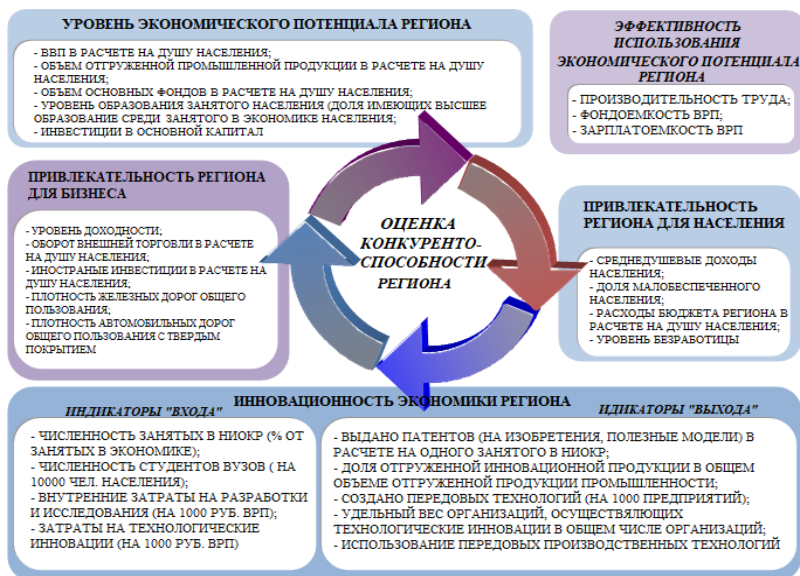 УРОВЕНЬ ЭКОНОМИЧЕСКОГО ПОТЕНЦИАЛА РЕГИОНА
- ВВП В РАСЧЕТЕ НА ДУШУ НАСЕЛЕНИЯ;
- ОБЪЕМ ОТГРУЖЕННОЙ ПРОМЫШЛЕННОЙ ПРОДУКЦИИ В РАСЧЕТЕ НА ДУШУ
НАСЕЛЕНИЯ;
- ОБЪЕМ ОСНОВНЫХ ФОНДОВ В РАСЧЕТЕ НА ДУШУ НАСЕЛЕНИЯ;
- УРОВЕНЬ ОБРАЗОВАНИЯ ЗАНЯТОГО НАСЕЛЕНИЯ (ДОЛЯ ИМЕЮЩИХ ВЫСШЕЕ
ОБРАЗОВАНИЕ СРЕДИ ЗАНЯТОГО В ЭКОНОМИКЕ НАСЕЛЕНИЯ;
- ИНВЕСТИЦИИ В ОСНОВНОЙ КАПИТАЛ
ЭФФЕКТИВНОСТЬ
ИСПОЛЬЗОВАНИЯ
ЭКОНОМИЧЕСКОГО ПОТЕНЦИАЛА
РЕГИОНА
- ПРОИЗВОДИТЕЛЬНОСТЬ ТРУДА;
- ФОНДОЕМКОСТЬ ВРП;
- ЗАРПЛАТОЕМКОСТЬ ВРП
ПРИВЛЕКАТЕЛЬНОСТЬ РЕГИОНА
ДЛЯ БИЗНЕСА
- УРОВЕНЬ ДОХОДНОСТИ;
- ОБОРОТ ВНЕШНЕЙ ТОРГОВЛИ В РАСЧЕТЕ
НА ДУШУ НАСЕЛЕНИЯ;
- ИНОСТРАНЫЕ ИНВЕСТИЦИИ В РАСЧЕТЕ НА
ДУШУ НАСЕЛЕНИЯ;
- ПЛОТНОСТЬ ЖЕЛЕЗНЫХ ДОРОГ ОБЩЕГО
ПОЛЬЗОВАНИЯ;
- ПЛОТНОСТЬ АВТОМОБИЛЬНЫХ ДОРОГ
ОБЩЕГО ПОЛЬЗОВАНИЯ С ТВЕРДЫМ
ПОКРЫТИЕМ
ОЦЕНКА
КОНКУРЕНТО-
СПОСОБНОСТИ
РЕГИОНА
ПРИВЛЕКАТЕЛЬНОСТЬ
РЕГИОНА ДЛЯ НАСЕЛЕНИЯ
- СРЕДНЕДУШЕВЫЕ ДОХОДЫ
НАСЕЛЕНИЯ;
- ДОЛЯ МАЛОБЕСПЕЧЕННОГО
НАСЕЛЕНИЯ;
- РАСХОДЫ БЮДЖЕТА РЕГИОНА В
РАСЧЕТЕ НА ДУШУ НАСЕЛЕНИЯ;
- УРОВЕНЬ БЕЗРАБОТИЦЫ
ИННОВАЦИОННОСТЬ ЭКОНОМИКИ РЕГИОНА
ИНДИКАТОРЫ "ВХОДА"
- ЧИСЛЕННОСТЬ ЗАНЯТЫХ В НИОКР (% ОТ
ЗАНЯТЫХ В ЭКОНОМИКЕ);
- ЧИСЛЕННОСТЬ СТУДЕНТОВ ВУЗОВ ( НА
10000 ЧЕЛ. НАСЕЛЕНИЯ);
- ВНУТРЕННИЕ ЗАТРАТЫ НА РАЗРАБОТКИ
И ИССЛЕДОВАНИЯ (НА 1000 РУБ. ВРП);
- ЗАТРАТЫ НА ТЕХНОЛОГИЧЕСКИЕ
ИННОВАЦИИ (НА 1000 РУБ. ВРП)
ИДИКАТОРЫ "ВЫХОДА"
- ВЫДАНО ПАТЕНТОВ (НА ИЗОБРЕТЕНИЯ, ПОЛЕЗНЫЕ МОДЕЛИ) В
РАСЧЕТЕ НА ОДНОГО ЗАНЯТОГО В НИОКР;
- ДОЛЯ ОТГРУЖЕННОЙ ИННОВАЦИОННОЙ ПРОДУКЦИИ В ОБЩЕМ
ОБЪЕМЕ ОТГРУЖЕННОЙ ПРОДУКЦИИ ПРОМЫШЛЕННОСТИ;
- СОЗДАНО ПЕРЕДОВЫХ ТЕХНОЛОГИЙ (НА 1000 ПРЕДПРИЯТИЙ);
- УДЕЛЬНЫЙ ВЕС ОРГАНИЗАЦИЙ, ОСУЩЕСТВЛЯЮЩИХ
ТЕХНОЛОГИЧЕСКИЕ ИННОВАЦИИ В ОБЩЕМ ЧИСЛЕ ОРГАНИЗАЦИЙ;
- ИСПОЛЬЗОВАНИЕ ПЕРЕДОВЫХ ПРОИЗВОДСТВЕННЫХ ТЕХНОЛОГИЙ